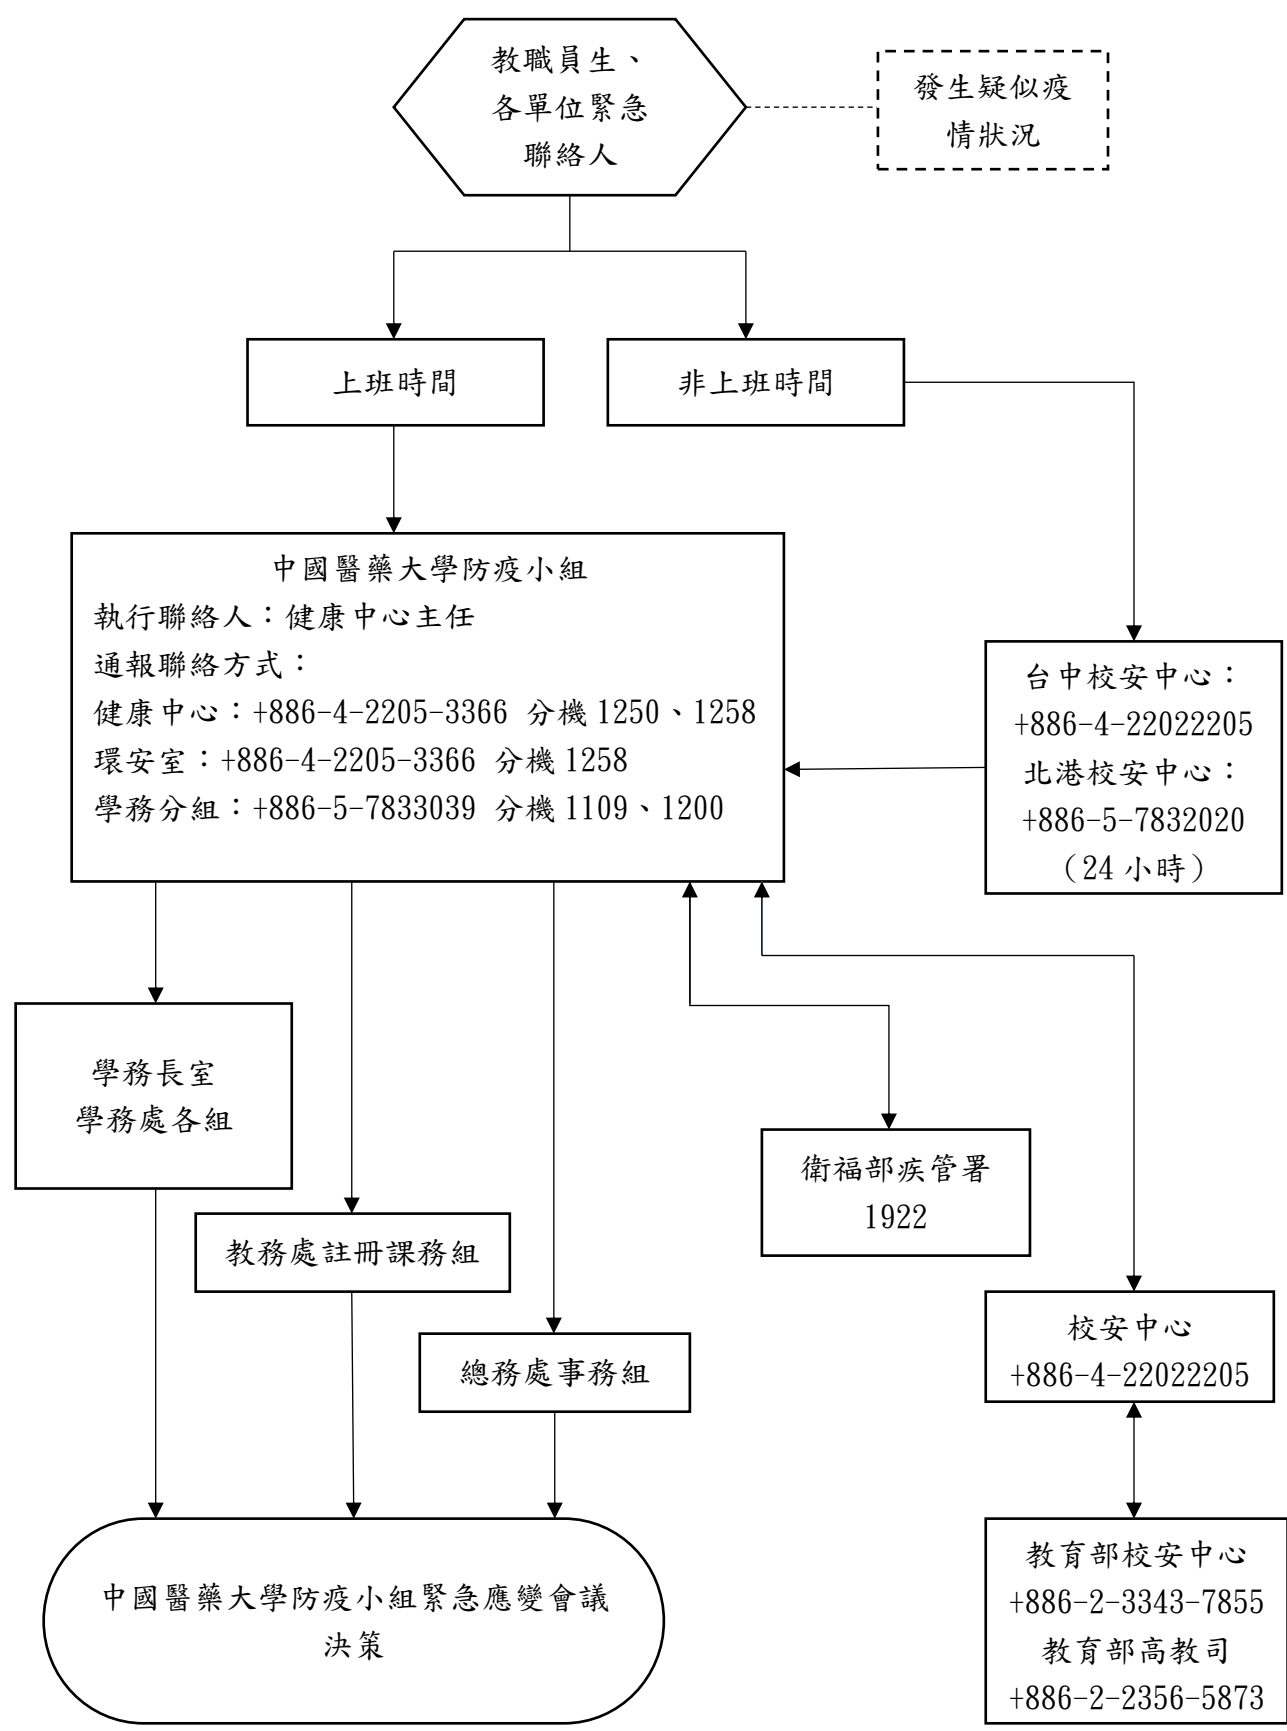 教職員生、
各單位緊急
聯絡人
發生疑似疫
情狀況
上班時間
非上班時間
中國醫藥大學防疫小組
執行聯絡人：健康中心主任
通報聯絡方式：
健康中心：+886-4-2205-3366 分機 1250、1258
環安室：+886-4-2205-3366 分機 1258
學務分組：+886-5-7833039 分機 1109、1200
台中校安中心：
+886-4-22022205
北港校安中心：
+886-5-7832020
（24 小時）
學務長室
學務處各組
衛福部疾管署
1922
教務處註冊課務組
總務處事務組
校安中心
+886-4-22022205
中國醫藥大學防疫小組緊急應變會議
決策
教育部校安中心
+886-2-3343-7855
教育部高教司
+886-2-2356-5873